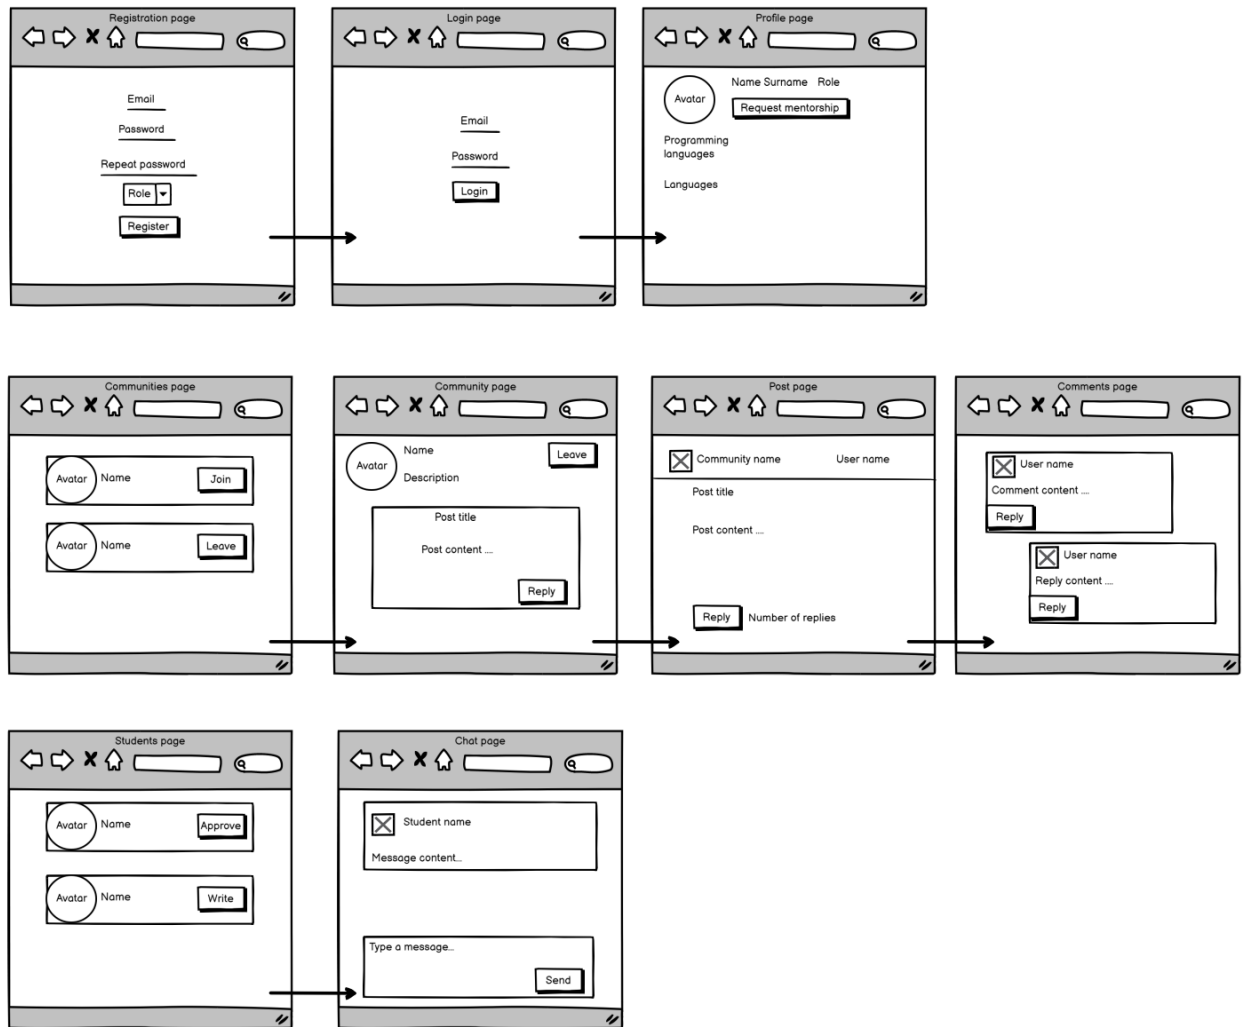 Registration page
Email
Password
Repeat password
Role
Register
Login page
Email
Password
Login
Profile page
Avatar
Name Surname Role
Request mentorship
Programming
languages
Languages
Communities page
Avatar
Name
Join
Avatar
Name
Leave
Community page
Avatar
Name
Description
Leave
Post title
Post content ....
Reply
Post page
Community name
User name
Post title
Post content ....
Reply
Number of replies
Comments page
User name
Comment content ....
Reply
User name
Reply content ....
Reply
Students page
Avatar
Name
Approve
Avatar
Name
Write
Chat page
Student name
Message content...
Type a message...
Send